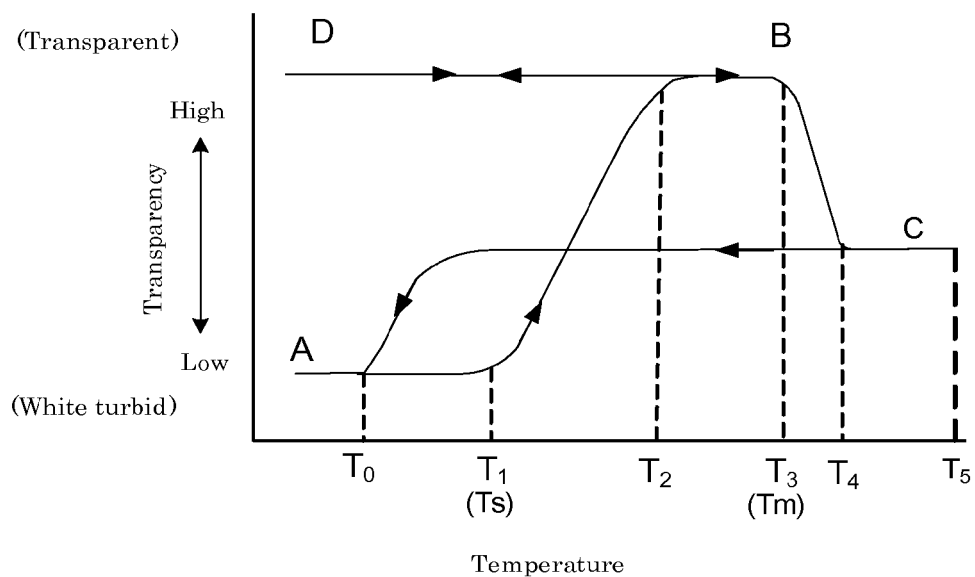 (Transparent)
D
B
High
Transparency
C
A
Low
(White turbid)
T0
T1
T2
T3
T4
T5
(Ts)
(Tm)
Temperature